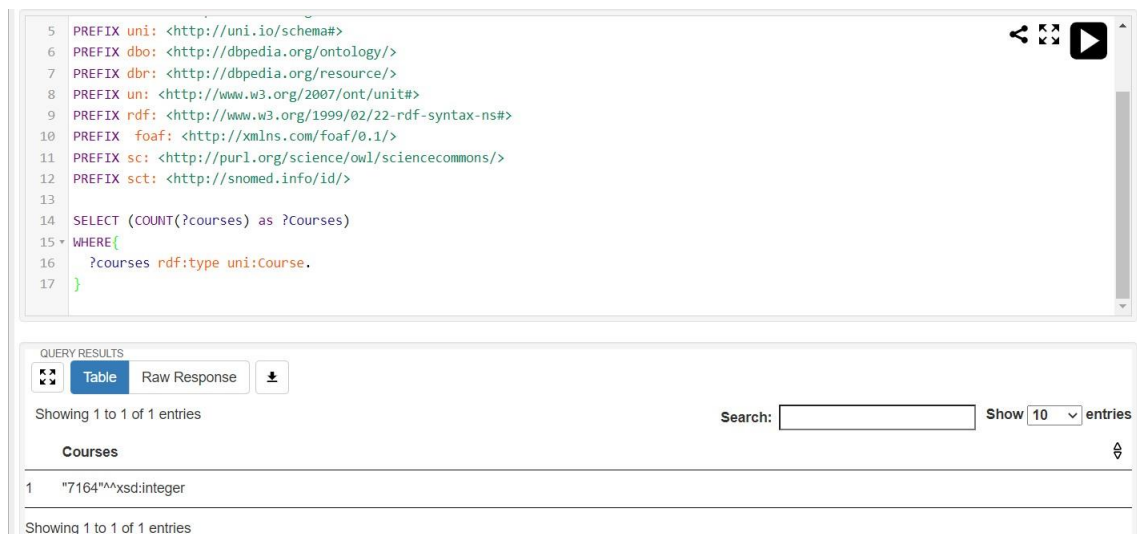 5 PREFIX uni: <http://uni.io/schema#>
6 PREFIX dbo: <http://dbpedia.org/ontology/>
7 PREFIX dbr: <http://dbpedia.org/resource/>
8 PREFIX un: <http://www.w3.org/2007/ont/unit#>
9 PREFIX rdf: <http://www.w3.org/1999/02/22-rdf-syntax-ns#>
10 PREFIX  foaf: <http://xmlns.com/foaf/0.1/>
11 PREFIX sc: <http://purl.org/science/owl/sciencecommons/>
12 PREFIX sct: <http://snomed.info/id/>
13
14 SELECT (COUNT(?courses) as ?Courses)
15 WHERE{
16   ?courses rdf:type uni:Course.
17 }
QUERY RESULTS
Table Raw Response
Showing 1 to 1 of 1 entries Search: Show 10 entries
Courses
1 "7164"^^xsd:integer
Showing 1 to 1 of 1 entries